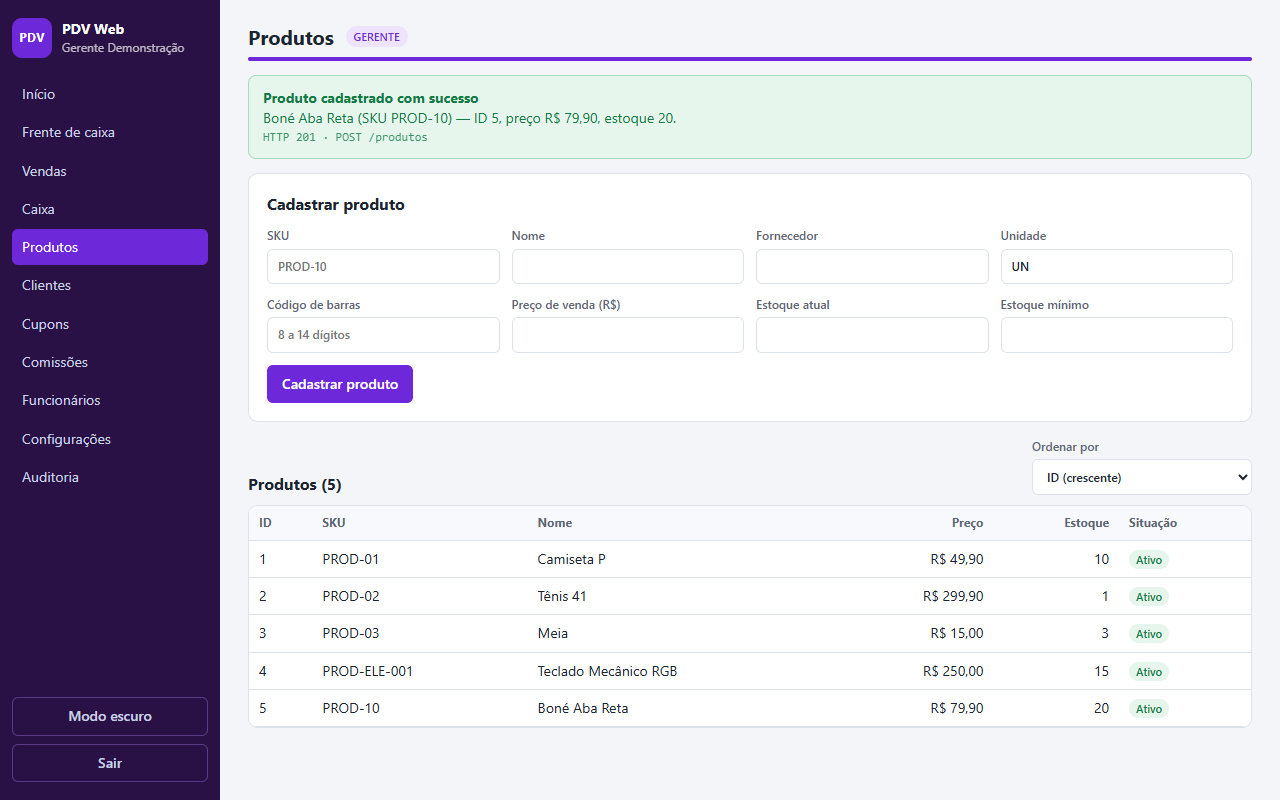 PDV
PDV Web
Gerente Demonstração
Início
Frente de caixa
Vendas
Caixa
Produtos
Clientes
Cupons
Comissões
Funcionários
Configurações
Auditoria
Modo escuro
Sair
Produtos GERENTE
Produto cadastrado com sucesso
Boné Aba Reta (SKU PROD-10) — ID 5, preço R$ 79,90, estoque 20.
HTTP 201 · POST /produtos
Cadastrar produto
SKU Nome Fornecedor Unidade
PROD-10 UN
Código de barras Preço de venda (R$) Estoque atual Estoque mínimo
8 a 14 dígitos
Cadastrar produto
Ordenar por
ID (crescente)
Produtos (5)
ID SKU Nome Preço Estoque Situação
1 PROD-01 Camiseta P R$ 49,90 10 Ativo
2 PROD-02 Tênis 41 R$ 299,90 1 Ativo
3 PROD-03 Meia R$ 15,00 3 Ativo
4 PROD-ELE-001 Teclado Mecânico RGB R$ 250,00 15 Ativo
5 PROD-10 Boné Aba Reta R$ 79,90 20 Ativo